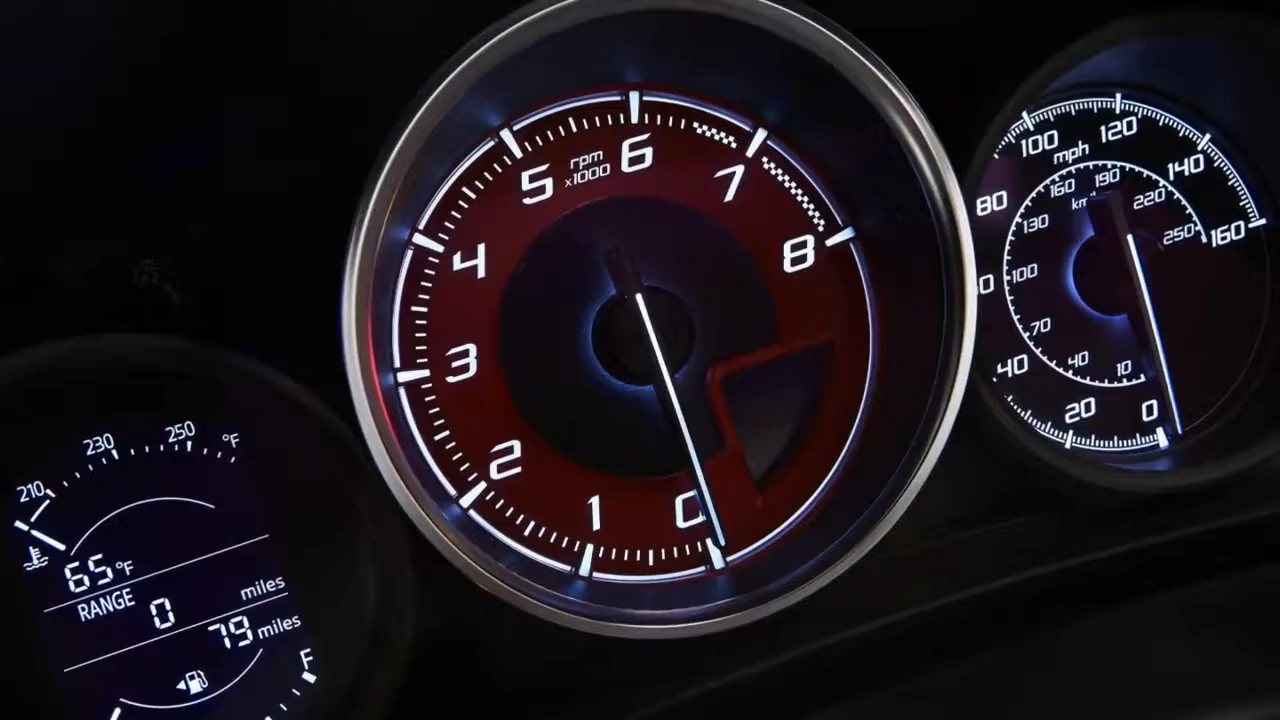 210 230 250 °F
65°F
RANGE 0 miles
79 miles
F
0 1 2 3 4 5 6 7 8
rpm
x1000
0 20 40 80 100 120 140 160
mph
10 40 70 100 130 160 190 220 250